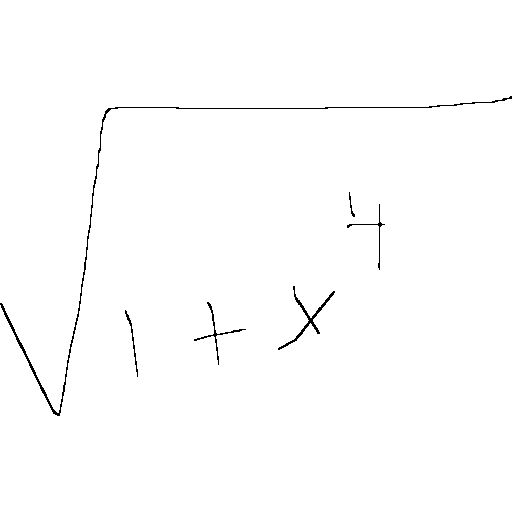 √(1 + x⁴)